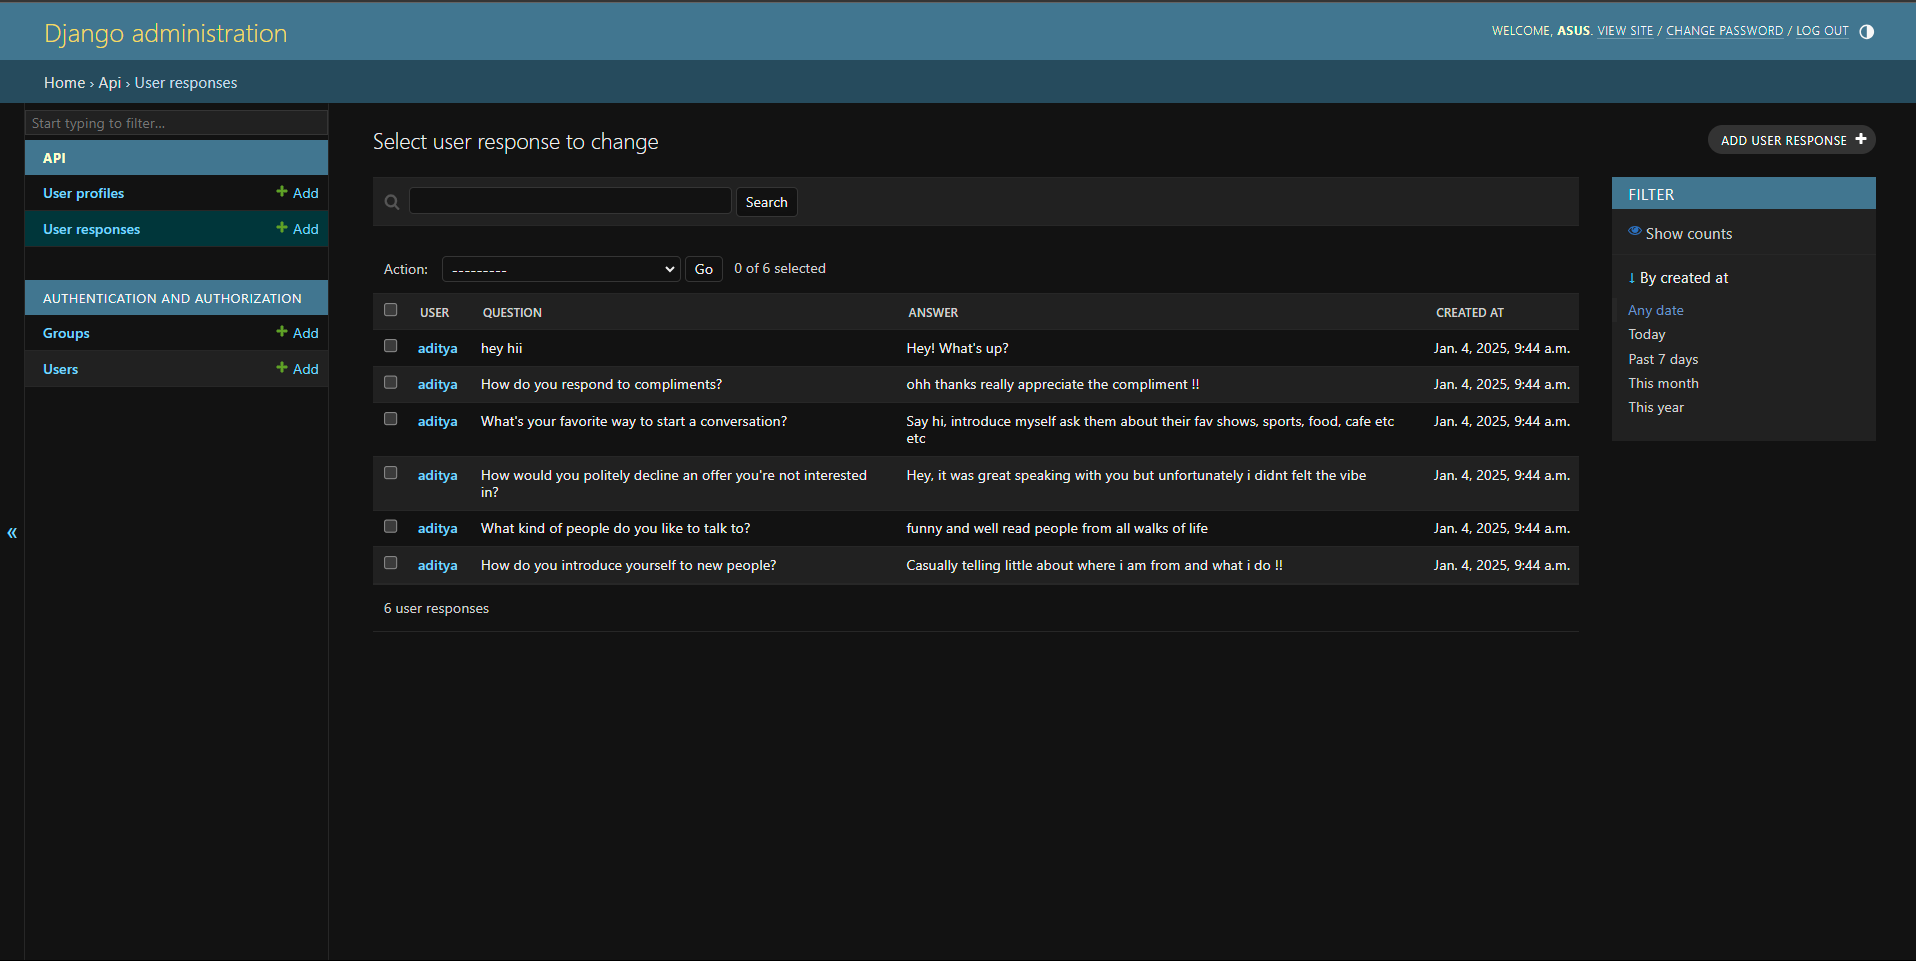 Django administration
WELCOME, ASUS. VIEW SITE / CHANGE PASSWORD / LOG OUT
Home › Api › User responses
Start typing to filter...
API
User profiles + Add
User responses + Add
AUTHENTICATION AND AUTHORIZATION
Groups + Add
Users + Add
«
Select user response to change
ADD USER RESPONSE +
Search
Action: --------- Go 0 of 6 selected
USER QUESTION ANSWER CREATED AT
aditya hey hii Hey! What's up? Jan. 4, 2025, 9:44 a.m.
aditya How do you respond to compliments? ohh thanks really appreciate the compliment !! Jan. 4, 2025, 9:44 a.m.
aditya What's your favorite way to start a conversation? Say hi, introduce myself ask them about their fav shows, sports, food, cafe etc Jan. 4, 2025, 9:44 a.m.
etc
aditya How would you politely decline an offer you're not interested Hey, it was great speaking with you but unfortunately i didnt felt the vibe Jan. 4, 2025, 9:44 a.m.
in?
aditya What kind of people do you like to talk to? funny and well read people from all walks of life Jan. 4, 2025, 9:44 a.m.
aditya How do you introduce yourself to new people? Casually telling little about where i am from and what i do !! Jan. 4, 2025, 9:44 a.m.
6 user responses
FILTER
Show counts
↓ By created at
Any date
Today
Past 7 days
This month
This year